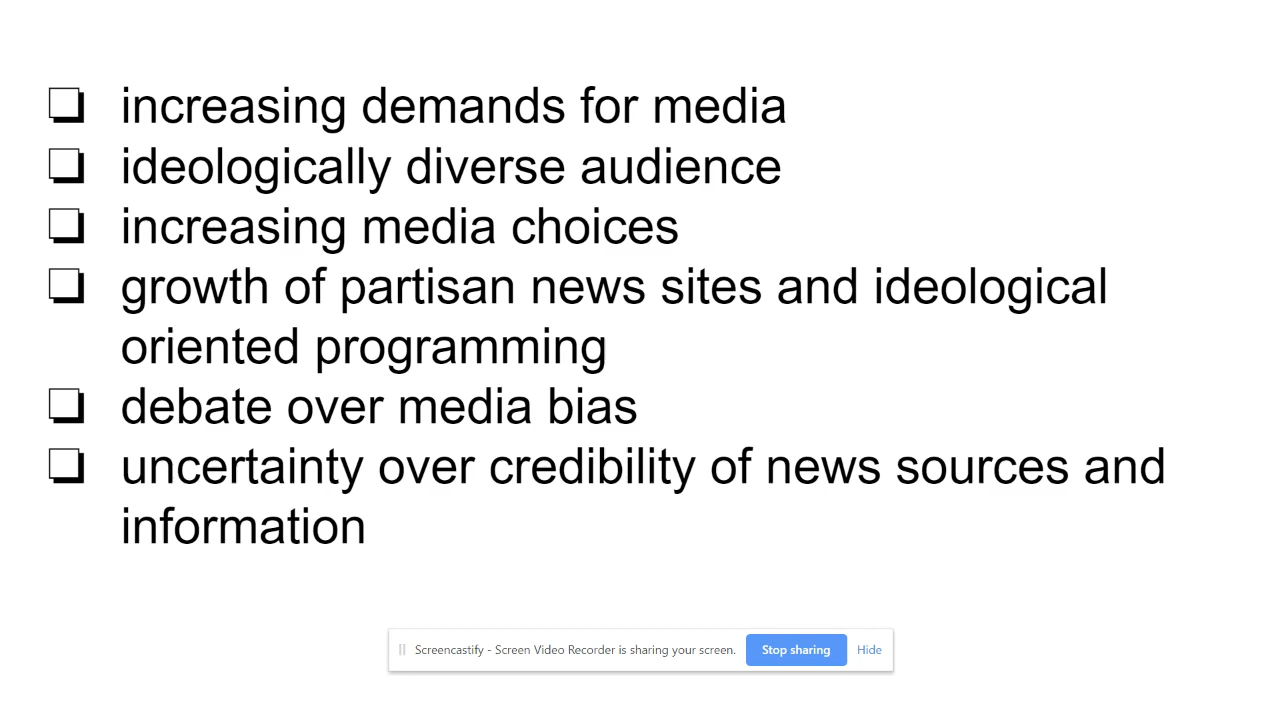 ❏ increasing demands for media
❏ ideologically diverse audience
❏ increasing media choices
❏ growth of partisan news sites and ideological
oriented programming
❏ debate over media bias
❏ uncertainty over credibility of news sources and
information
Screencastify - Screen Video Recorder is sharing your screen. Stop sharing Hide